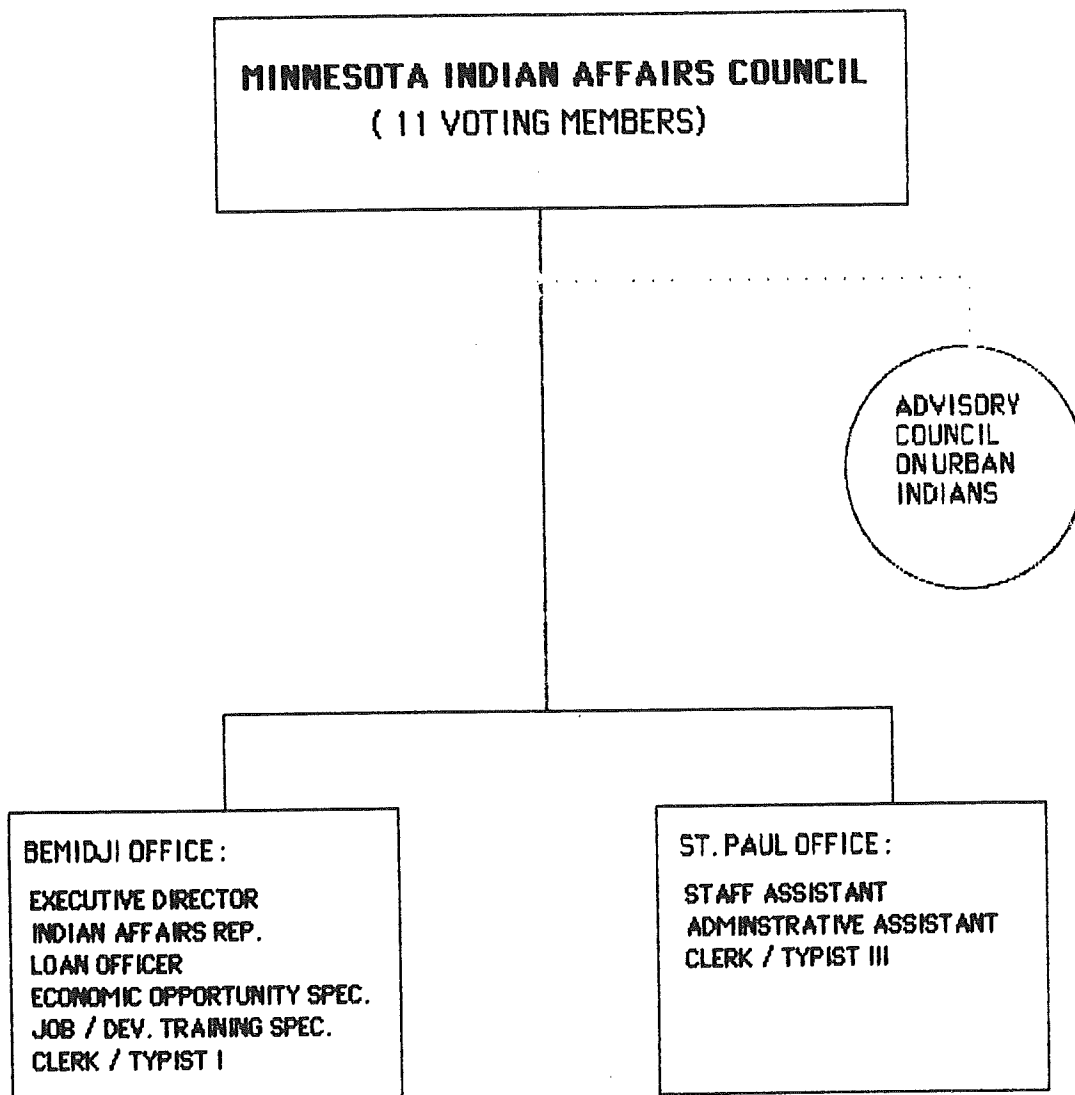 MINNESOTA INDIAN AFFAIRS COUNCIL
( 11 VOTING MEMBERS)
ADVISORY
COUNCIL
ON URBAN
INDIANS
BEMIDJI OFFICE :
EXECUTIVE DIRECTOR
INDIAN AFFAIRS REP.
LOAN OFFICER
ECONOMIC OPPORTUNITY SPEC.
JOB / DEV. TRAINING SPEC.
CLERK / TYPIST I
ST. PAUL OFFICE :
STAFF ASSISTANT
ADMINSTRATIVE ASSISTANT
CLERK / TYPIST III